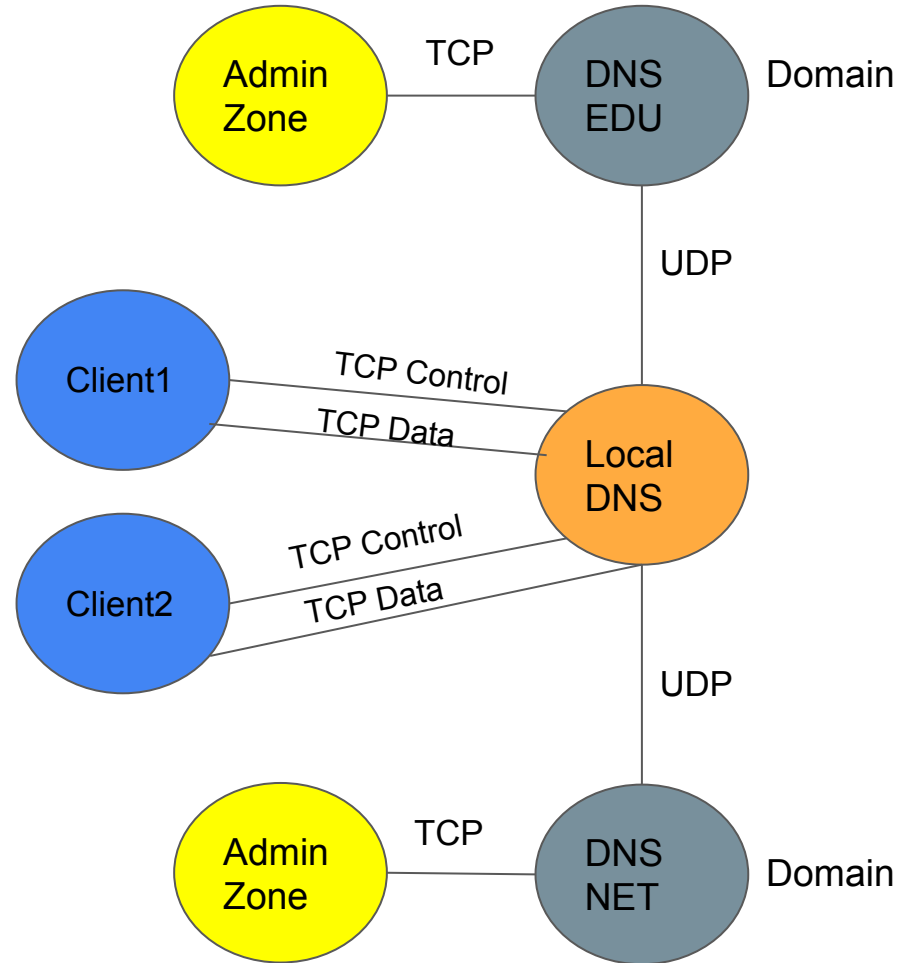 TCP
Admin
Zone
DNS
EDU
Domain
UDP
Client1
TCP Control
TCP Data
Local
DNS
Client2
TCP Control
TCP Data
UDP
Admin
Zone
TCP
DNS
NET
Domain